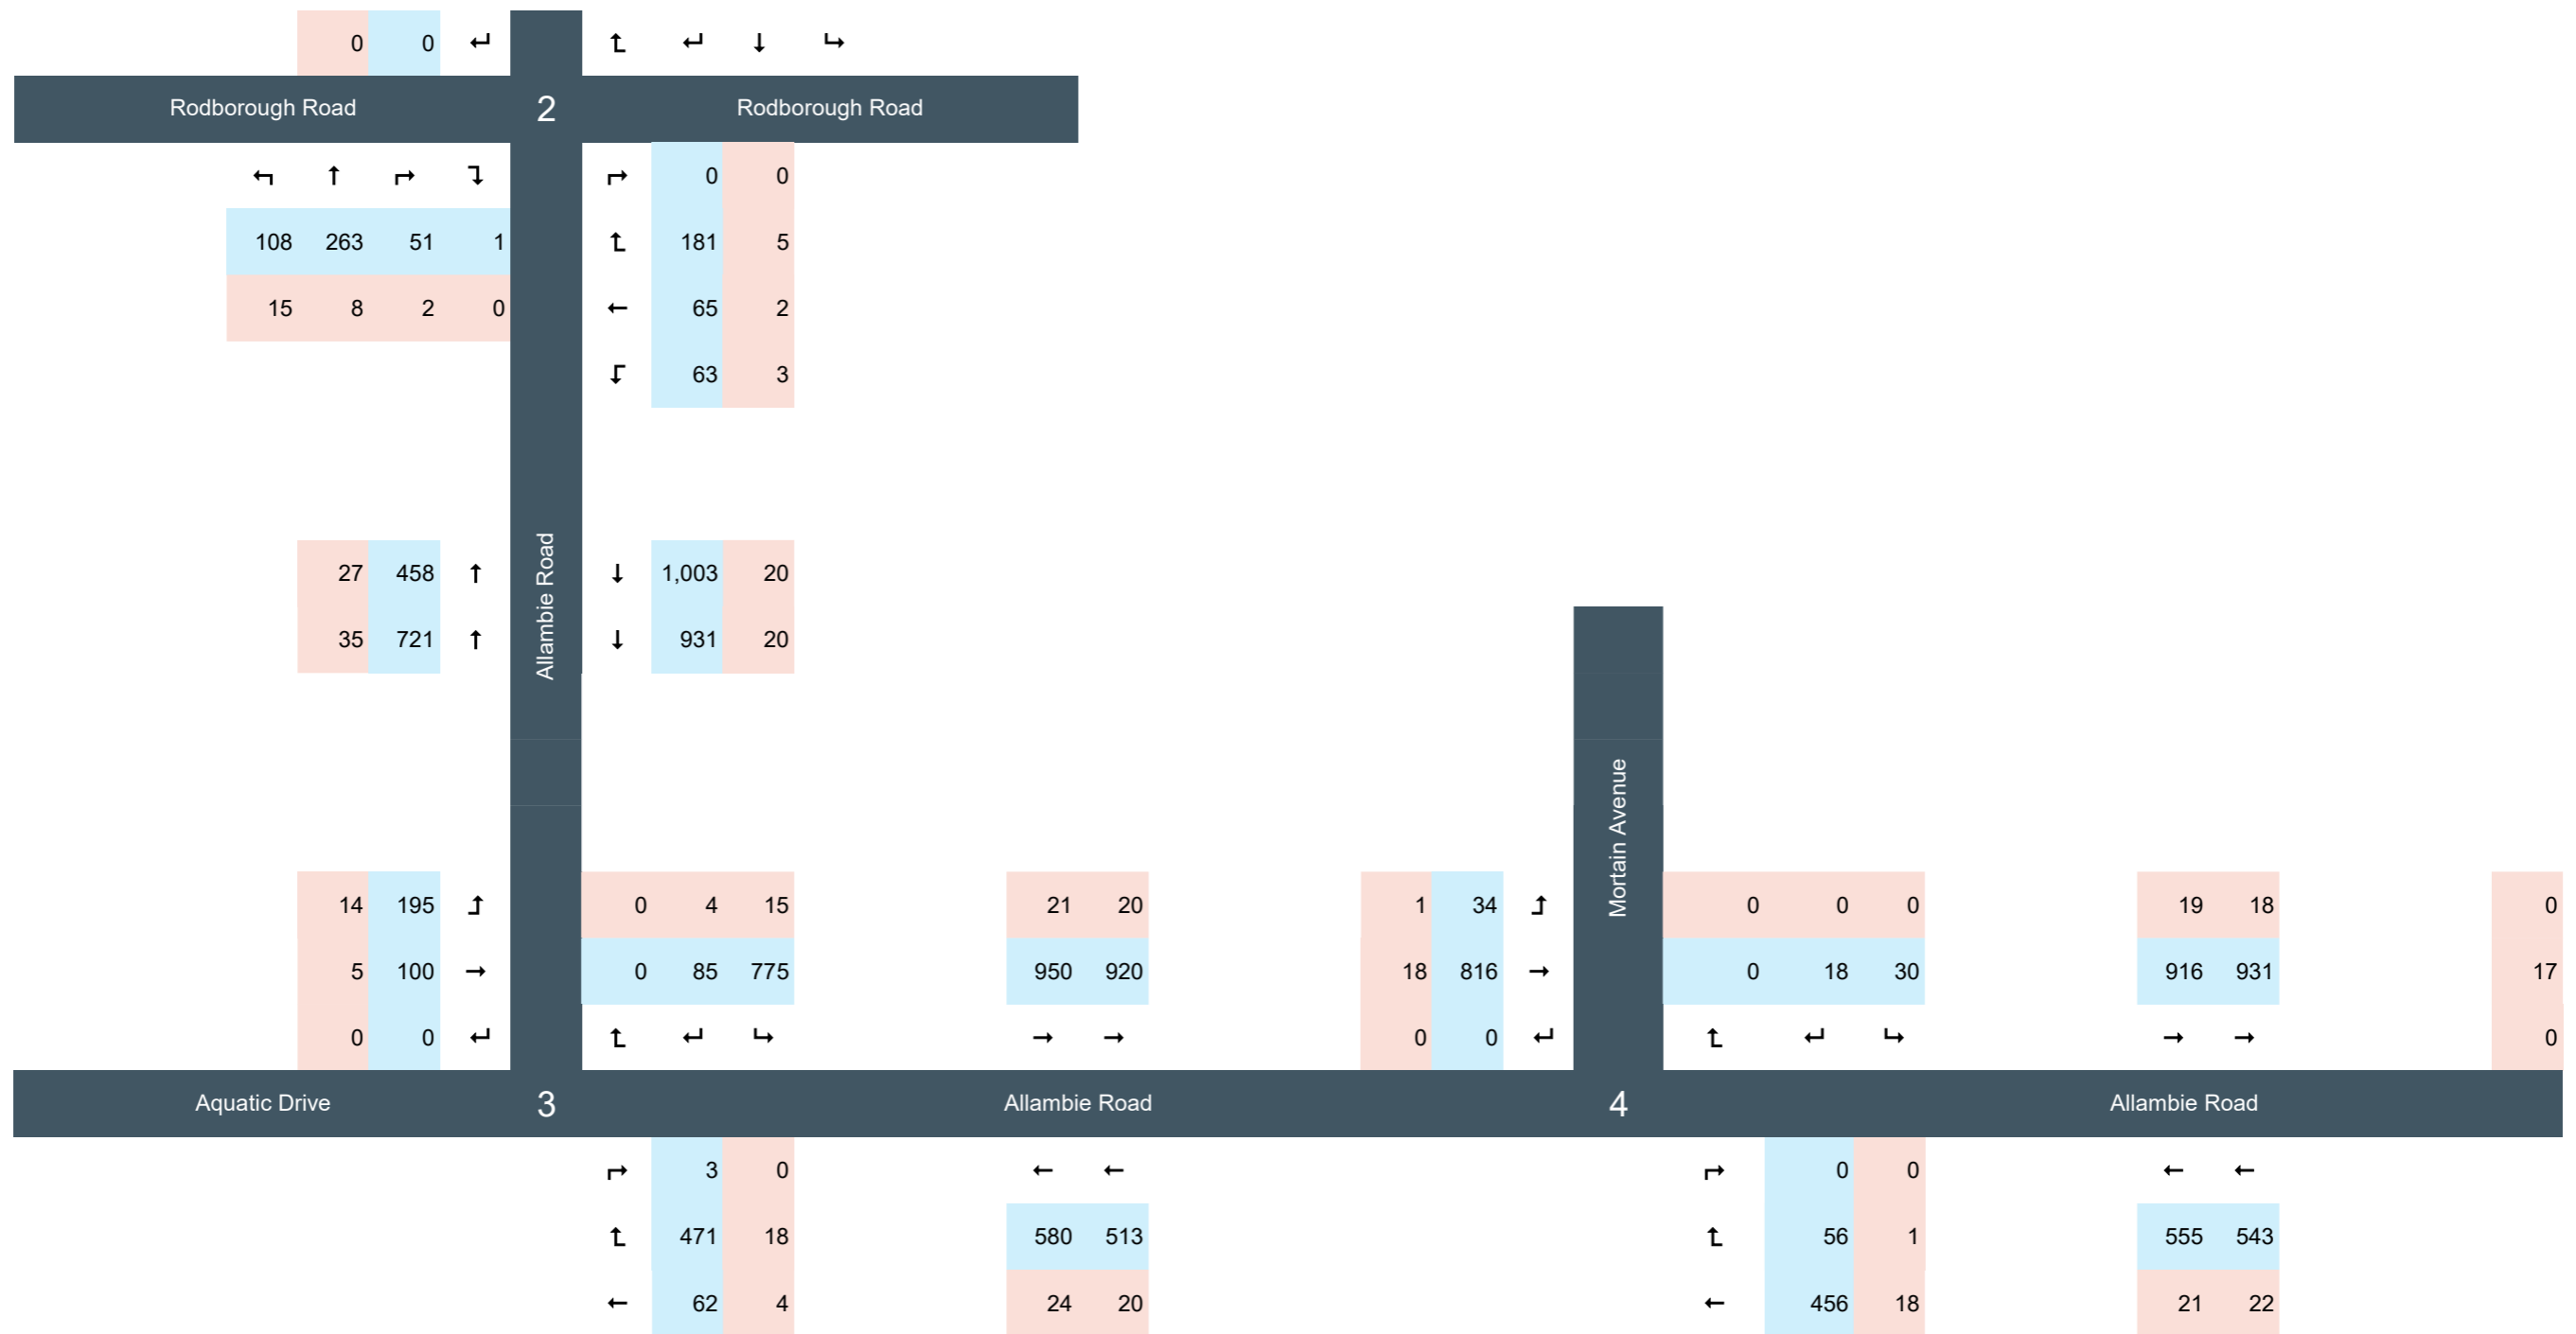 0 0 ↵ ↥ ↵ ↓ ↳
Rodborough Road 2 Rodborough Road
↰ ↑ ↱ ↴ ↱ 0 0
108 263 51 1 ↥ 181 5
15 8 2 0 ← 65 2
↧ 63 3
27 458 ↑ ↓ 1,003 20
Allambie Road
35 721 ↑ ↓ 931 20
Mortain Avenue
14 195 ⮥ 0 4 15 21 20 1 34 ⮥ 0 0 0 19 18 0
5 100 → 0 85 775 950 920 18 816 → 0 18 30 916 931 17
0 0 ↵ ↥ ↵ ↳ → → 0 0 ↵ ↥ ↵ ↳ → → 0
Aquatic Drive 3 Allambie Road 4 Allambie Road
↱ 3 0 ← ← ↱ 0 0 ← ←
↥ 471 18 580 513 ↥ 56 1 555 543
← 62 4 24 20 ← 456 18 21 22